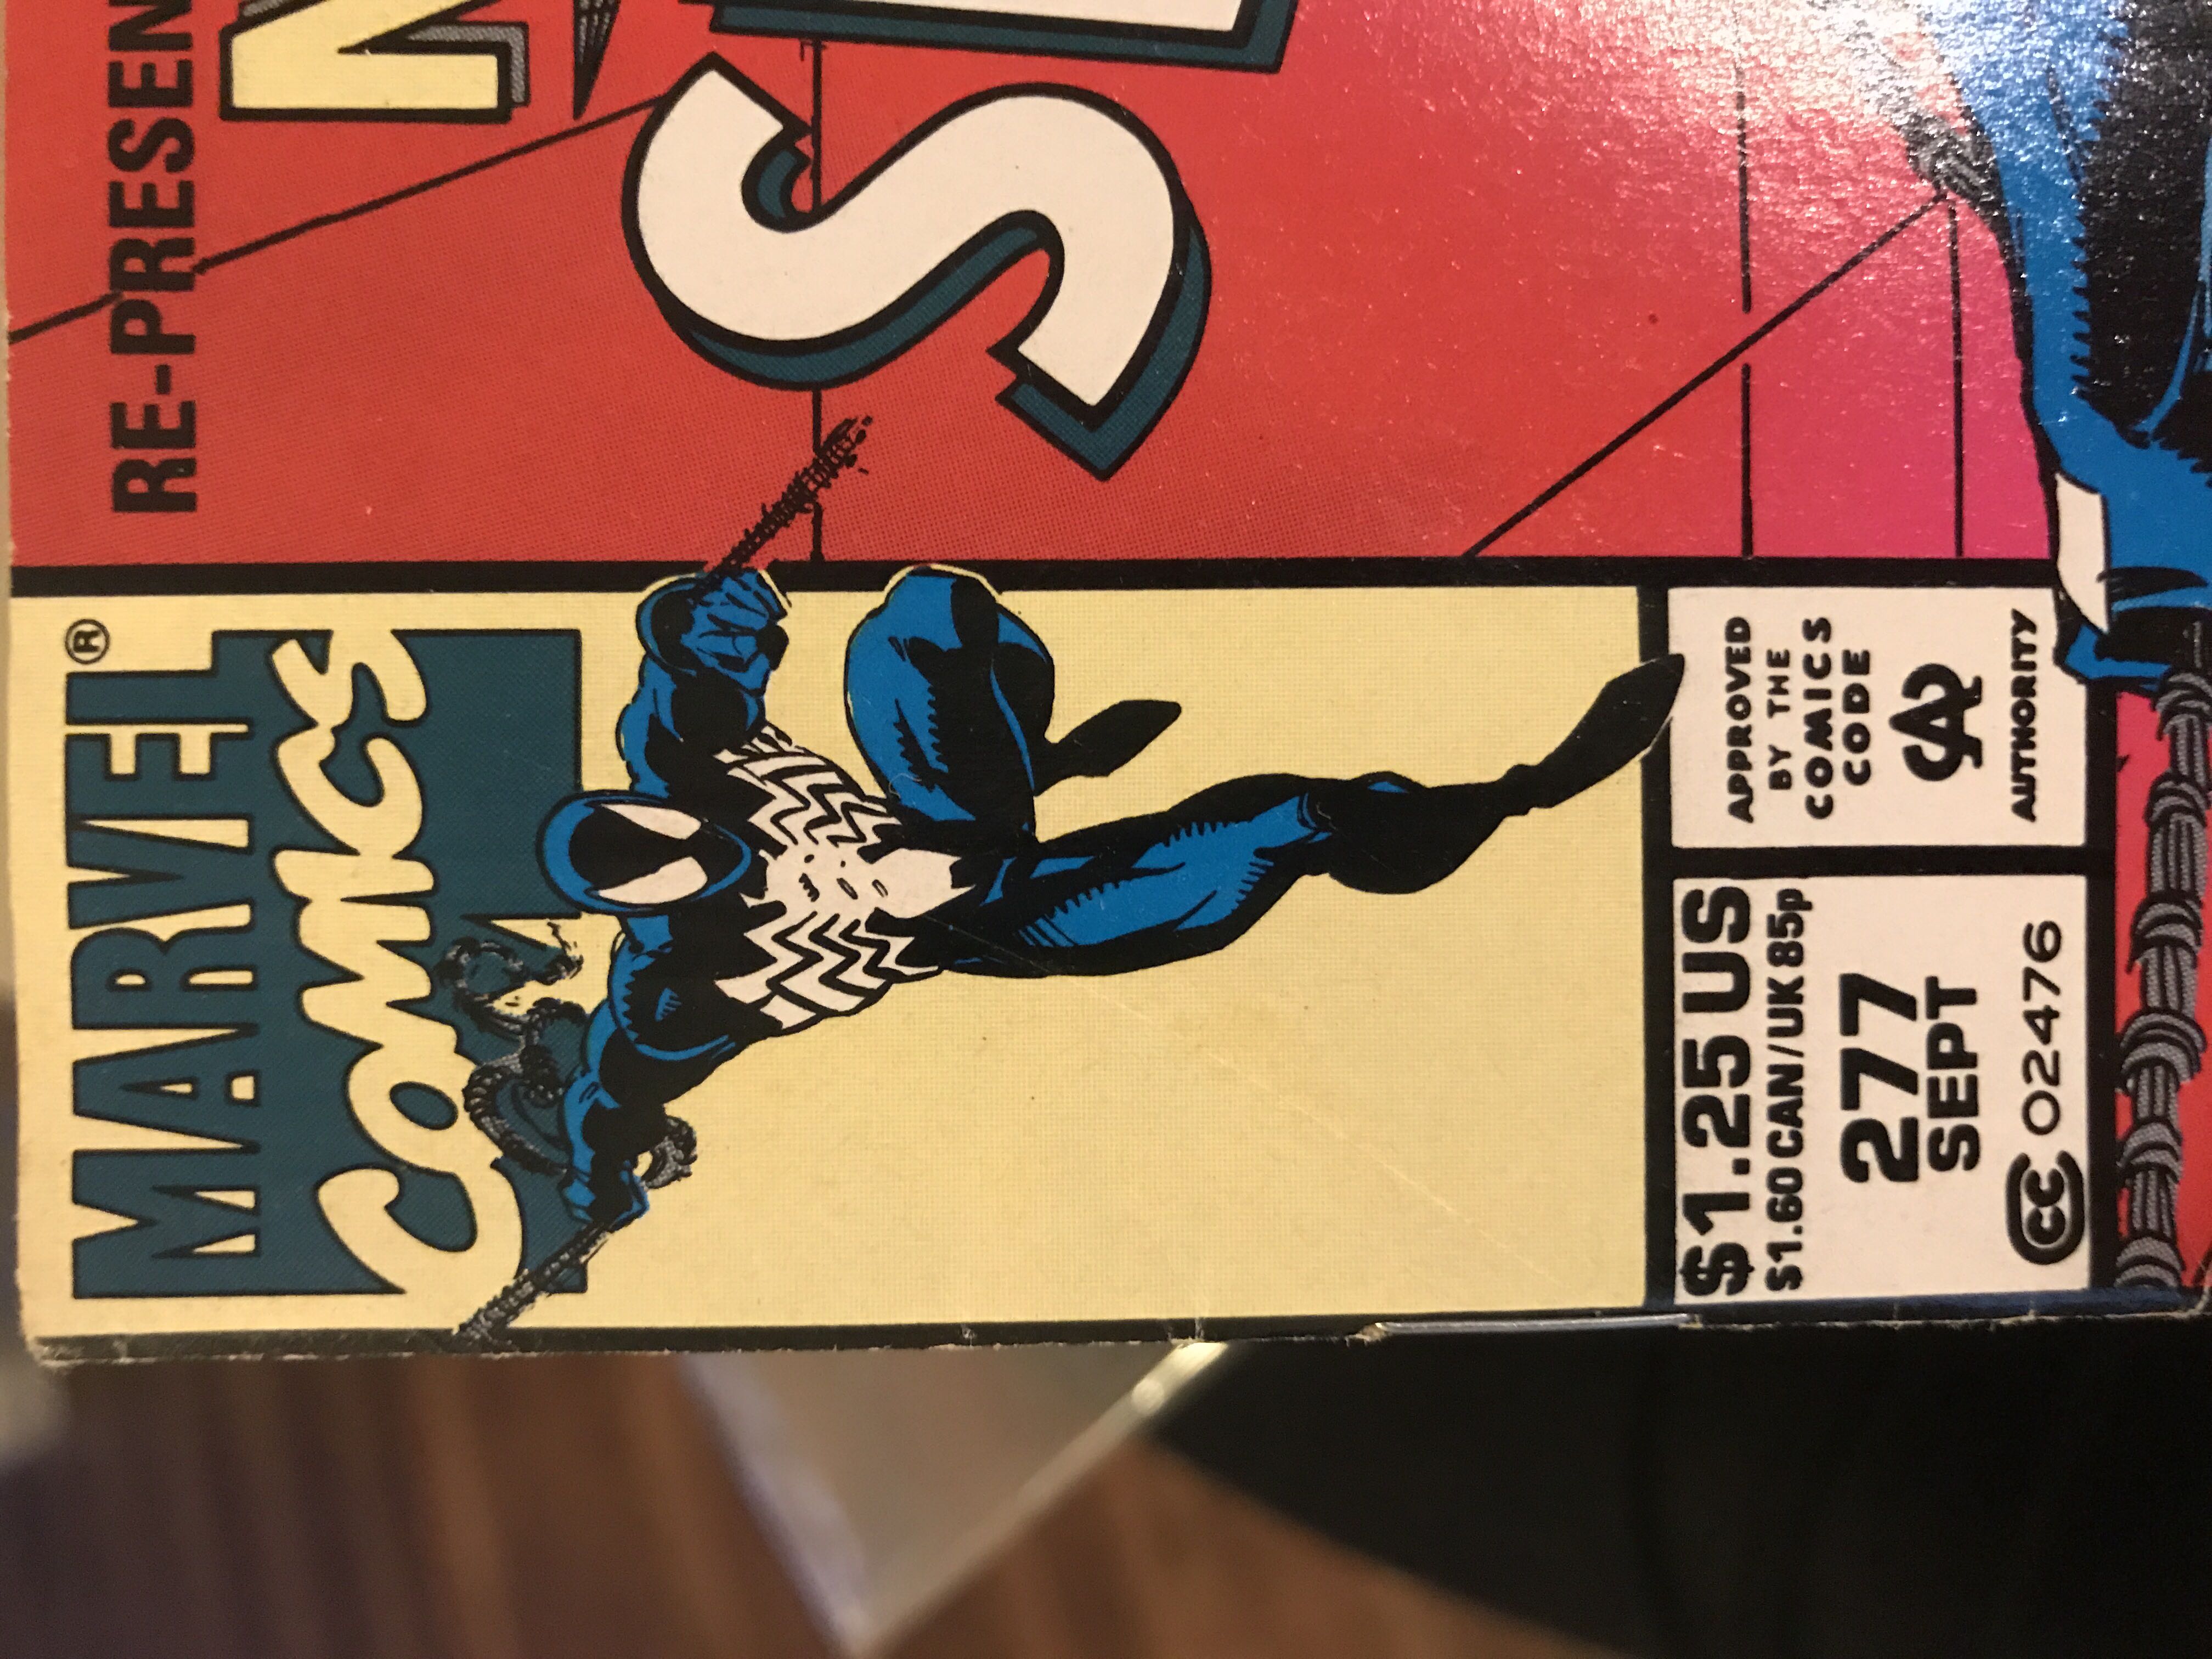 RE-PRESEN
S
MARVEL®
COMICS
APPROVED
BY THE
COMICS
CODE
CA
AUTHORITY
$1.25 US
$1.60 CAN/UK 85p
277
SEPT
CC 02476